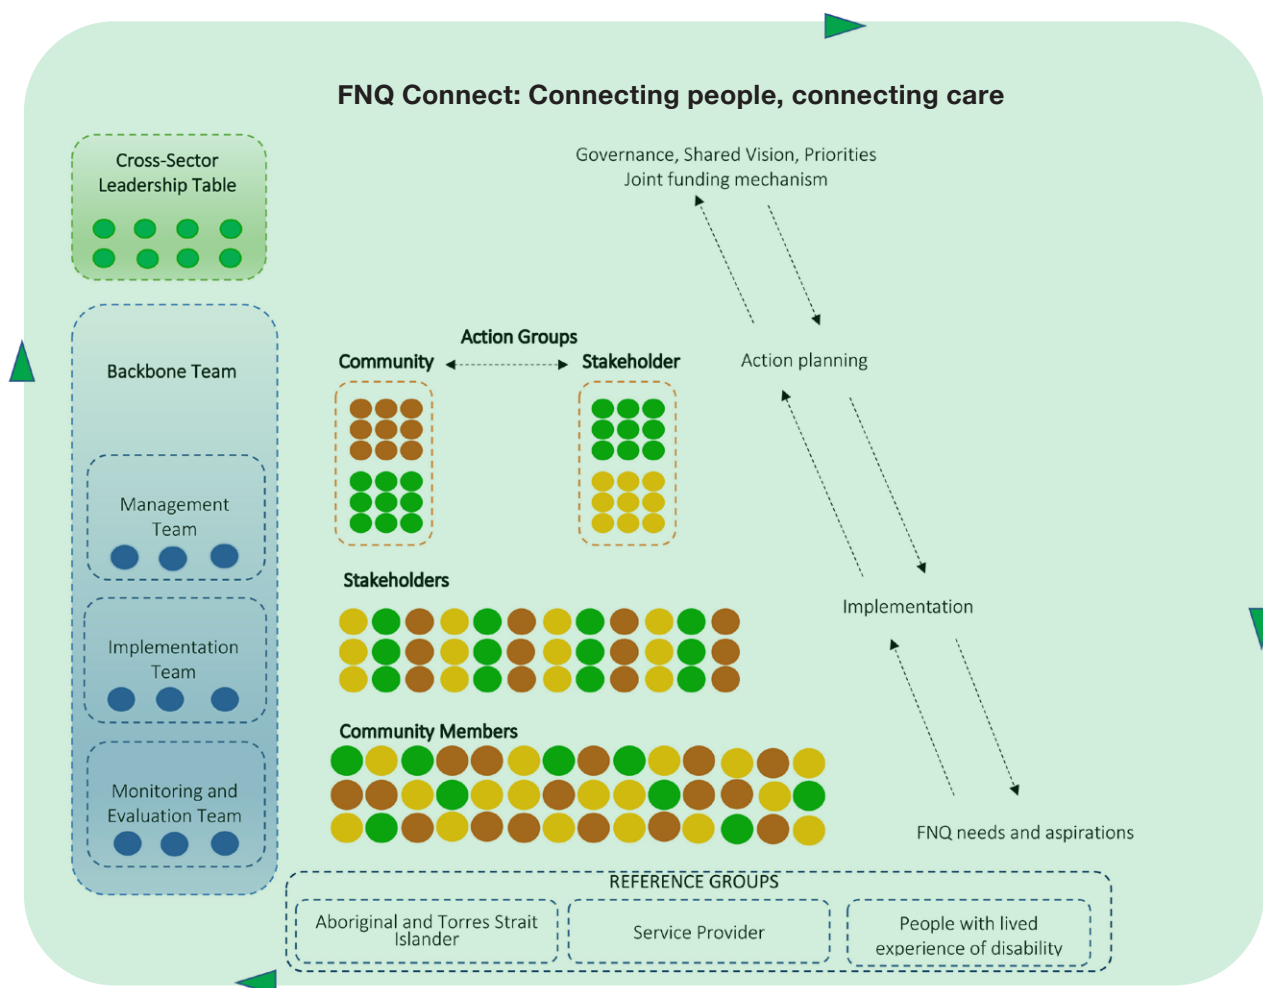 FNQ Connect: Connecting people, connecting care
Cross-Sector
Leadership Table
Governance, Shared Vision, Priorities
Joint funding mechanism
Backbone Team
Action Groups
Community
Stakeholder
Action planning
Management
Team
Stakeholders
Implementation
Implementation
Team
Community Members
Monitoring and
Evaluation Team
FNQ needs and aspirations
REFERENCE GROUPS
Aboriginal and Torres Strait
Islander
Service Provider
People with lived
experience of disability